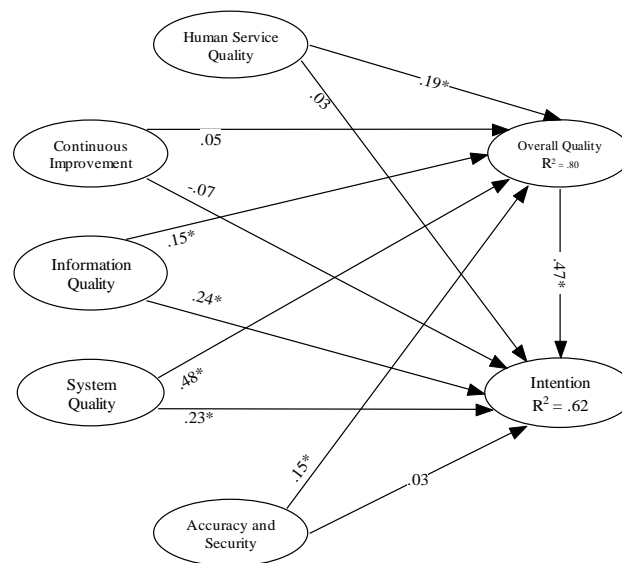 Human Service
Quality
.19*
.03
Continuous
Improvement
.05
Overall Quality
R² = .80
-.07
.15*
Information
Quality
.24*
.47*
System
Quality
.48*
.23*
Intention
R² = .62
.15*
.03
Accuracy and
Security